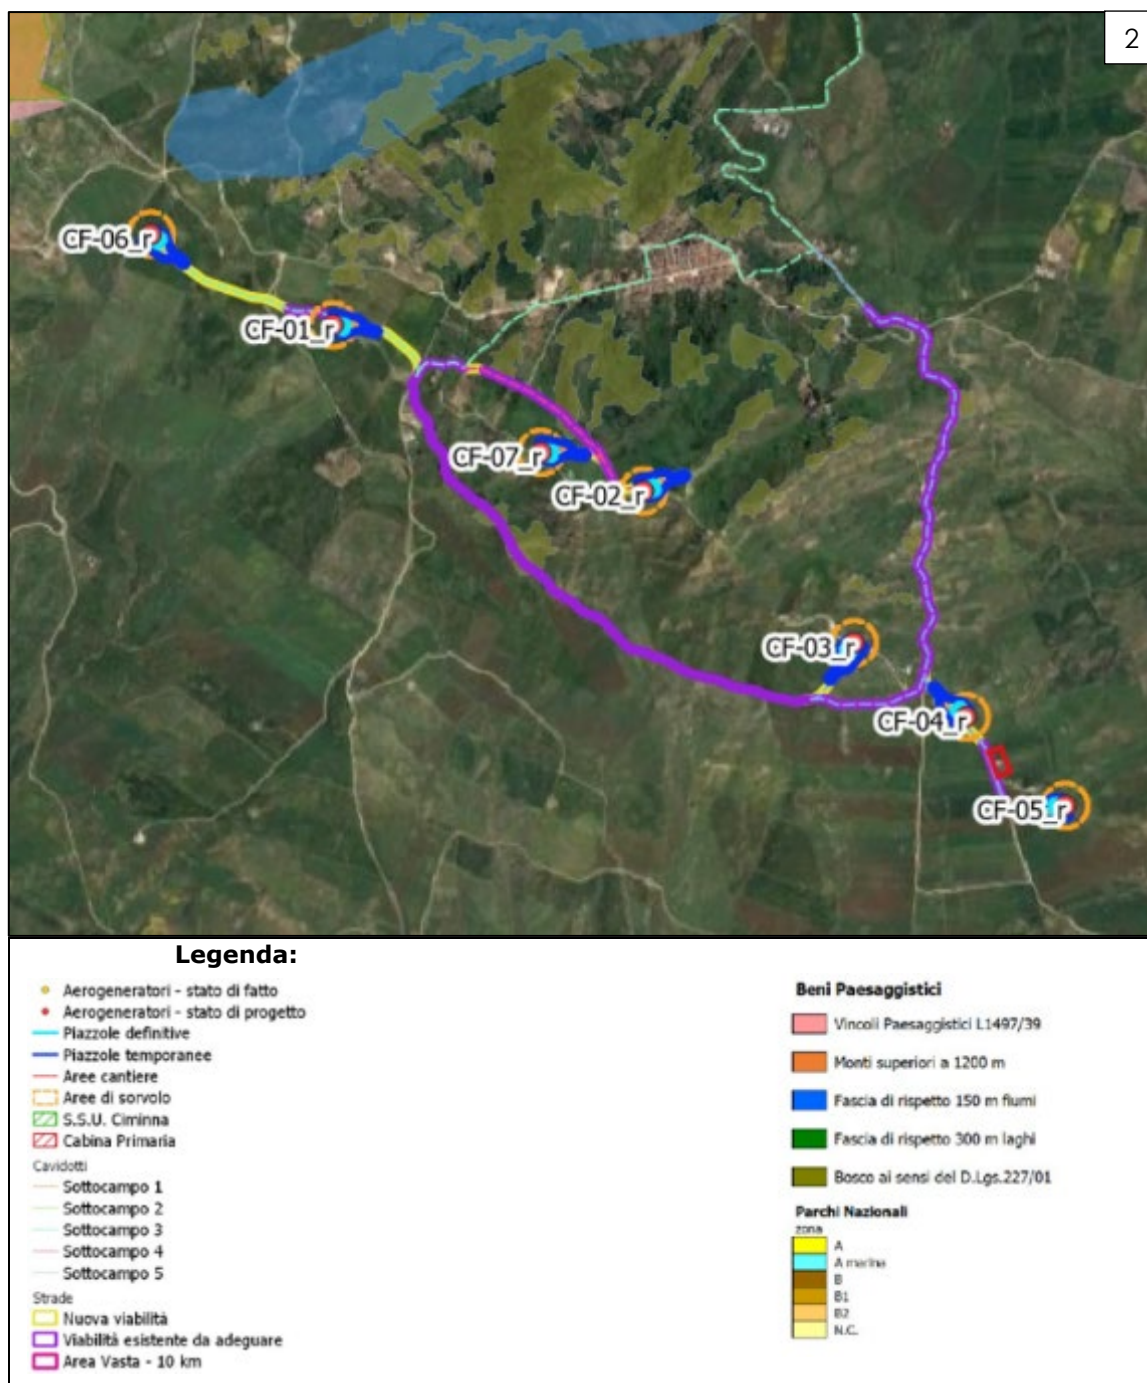 2
CF-06_r
CF-01_r
CF-07_r
CF-02_r
CF-03_r
CF-04_r
CF-05_r
Legenda:
Aerogeneratori - stato di fatto
Aerogeneratori - stato di progetto
Piazzole definitive
Piazzole temporanee
Aree cantiere
Aree di sorvolo
S.S.U. Ciminna
Cabina Primaria
Cavidotti
Sottocampo 1
Sottocampo 2
Sottocampo 3
Sottocampo 4
Sottocampo 5
Strade
Nuova viabilità
Viabilità esistente da adeguare
Area Vasta - 10 km
Beni Paesaggistici
Vincoli Paesaggistici L1497/39
Monti superiori a 1200 m
Fascia di rispetto 150 m fiumi
Fascia di rispetto 300 m laghi
Bosco ai sensi del D.Lgs.227/01
Parchi Nazionali
zona
A
A marina
B
B1
B2
N.C.